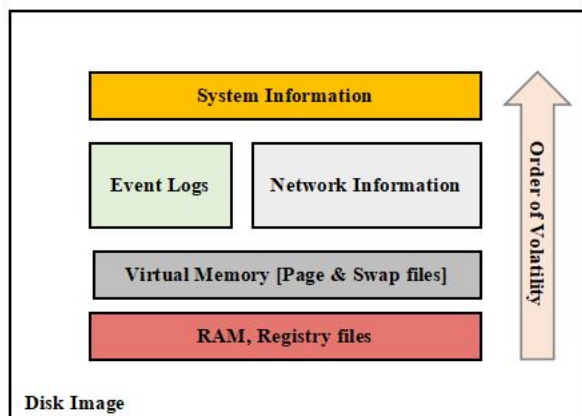 System Information
Event Logs
Network Information
Order of Volatility
Virtual Memory [Page & Swap files]
RAM, Registry files
Disk Image